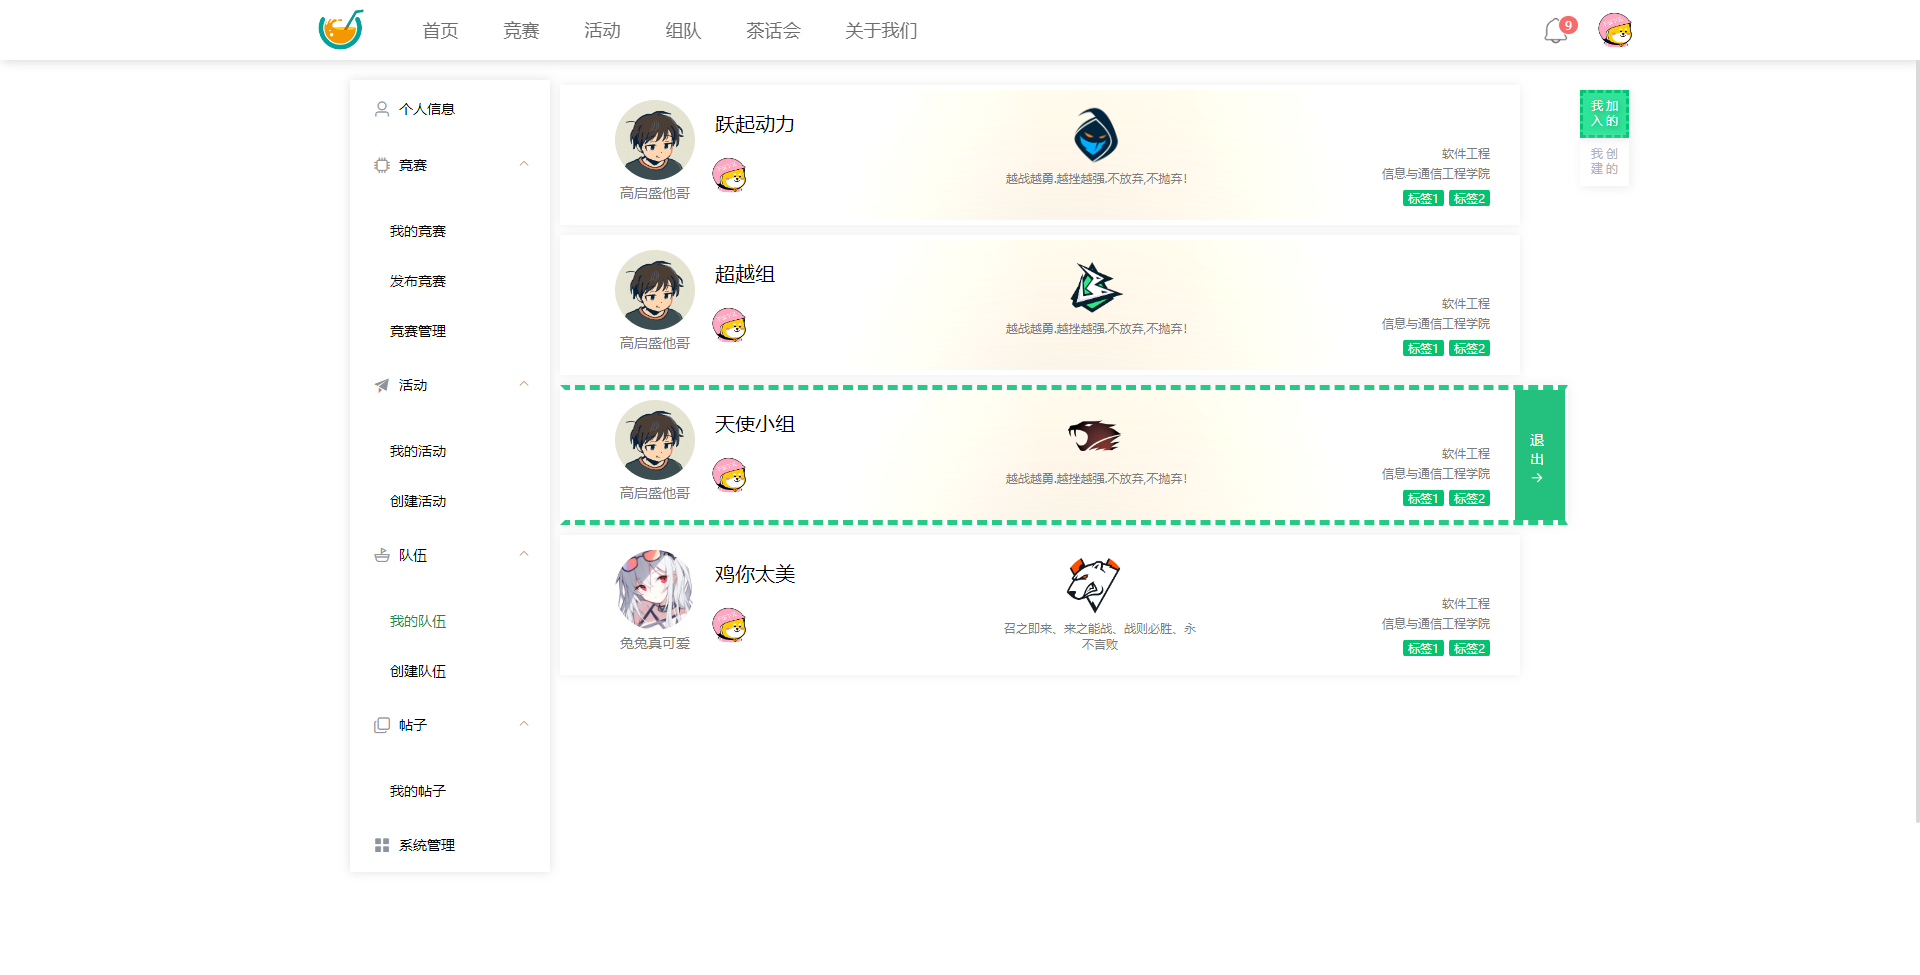 首页 竞赛 活动 组队 茶话会 关于我们 9
个人信息
竞赛
我的竞赛
发布竞赛
竞赛管理
活动
我的活动
创建活动
队伍
我的队伍
创建队伍
帖子
我的帖子
系统管理
跃起动力
高启盛他哥
越战越勇.越挫越强.不放弃,不抛弃!
软件工程
信息与通信工程学院
标签1 标签2
超越组
高启盛他哥
越战越勇.越挫越强.不放弃,不抛弃!
软件工程
信息与通信工程学院
标签1 标签2
天使小组
高启盛他哥
越战越勇.越挫越强.不放弃,不抛弃!
软件工程
信息与通信工程学院
标签1 标签2
退
出
→
鸡你太美
兔兔真可爱
召之即来、来之能战、战则必胜、永
不言败
软件工程
信息与通信工程学院
标签1 标签2
我加
入的
我创
建的